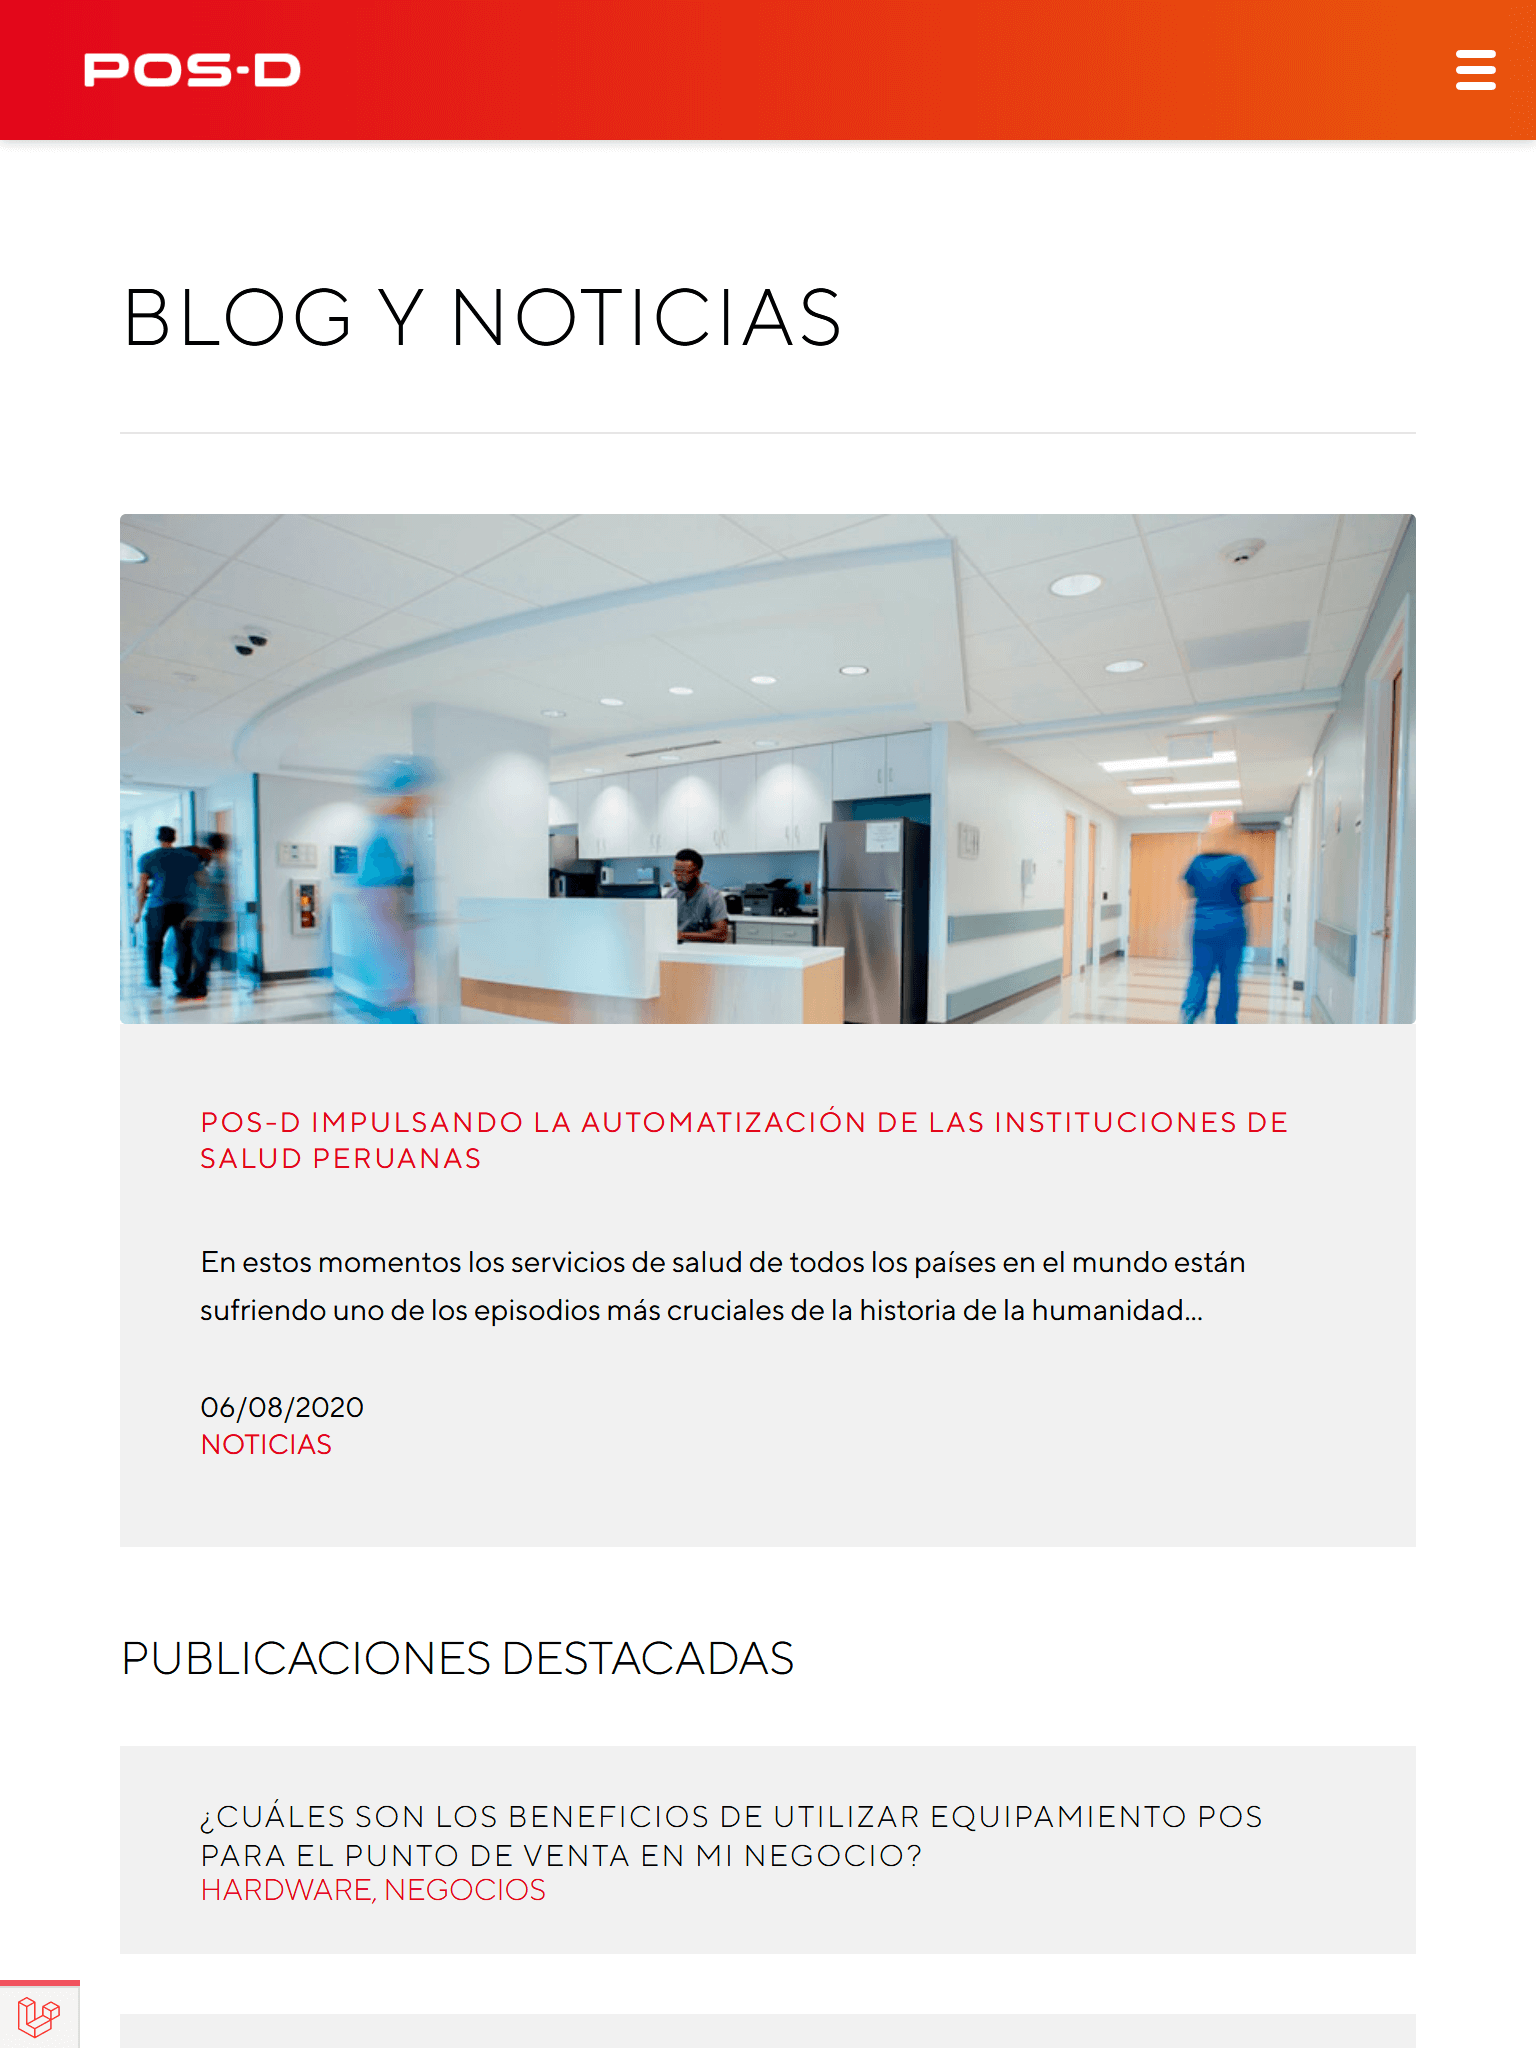 POS-D
BLOG Y NOTICIAS
POS-D IMPULSANDO LA AUTOMATIZACIÓN DE LAS INSTITUCIONES DE
SALUD PERUANAS
En estos momentos los servicios de salud de todos los países en el mundo están
sufriendo uno de los episodios más cruciales de la historia de la humanidad...
06/08/2020
NOTICIAS
PUBLICACIONES DESTACADAS
¿CUÁLES SON LOS BENEFICIOS DE UTILIZAR EQUIPAMIENTO POS
PARA EL PUNTO DE VENTA EN MI NEGOCIO?
HARDWARE, NEGOCIOS